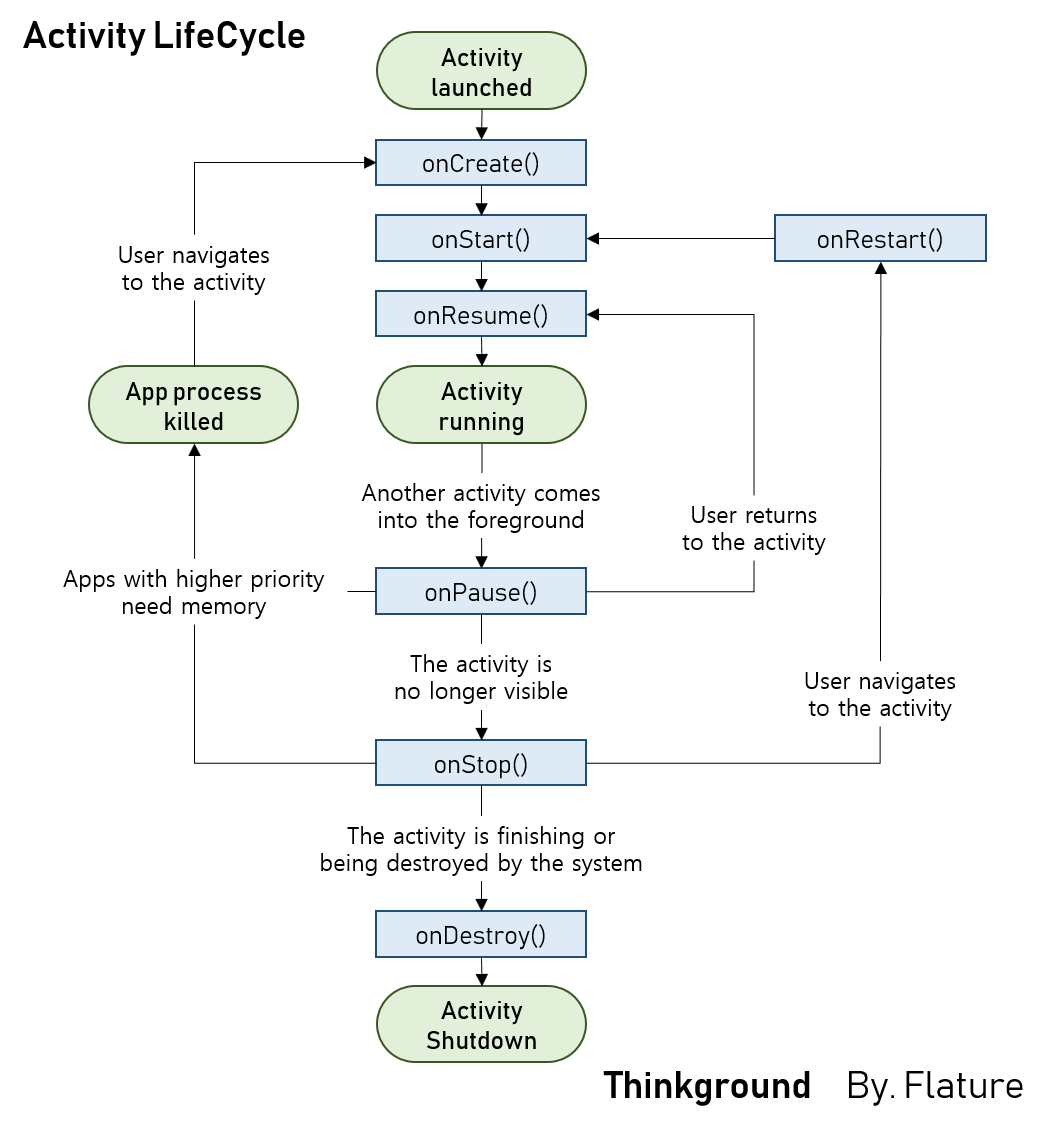 Activity LifeCycle
Activity
launched
onCreate()
onStart()
onRestart()
User navigates
to the activity
onResume()
App process
killed
Activity
running
Another activity comes
into the foreground
User returns
to the activity
Apps with higher priority
need memory
onPause()
The activity is
no longer visible
User navigates
to the activity
onStop()
The activity is finishing or
being destroyed by the system
onDestroy()
Activity
Shutdown
Thinkground By. Flature